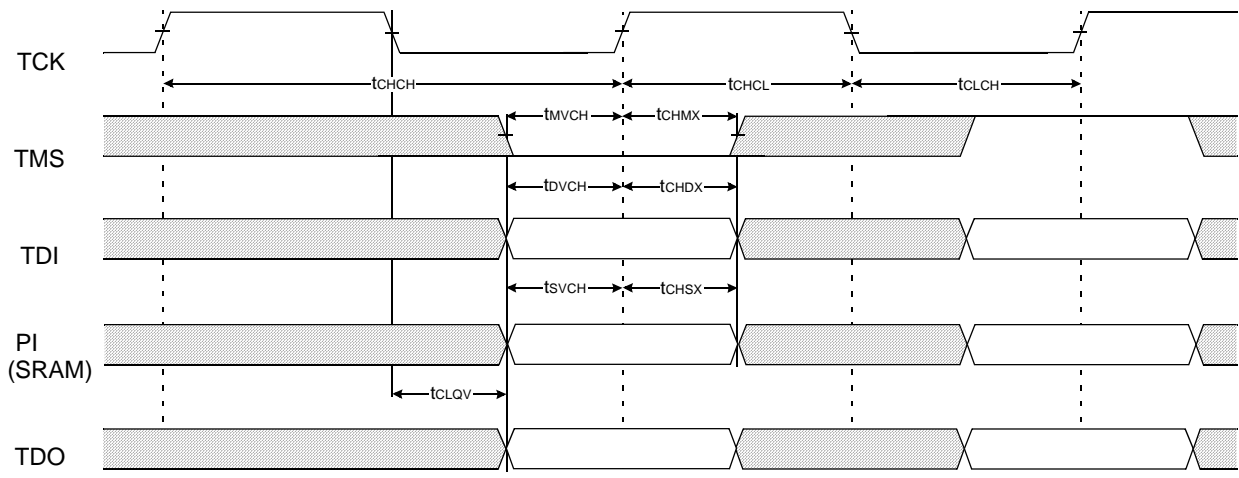 TCK
tCHCH
tCHCL
tCLCH
tMVCH
tCHMX
TMS
tDVCH
tCHDX
TDI
tSVCH
tCHSX
PI
(SRAM)
tCLQV
TDO